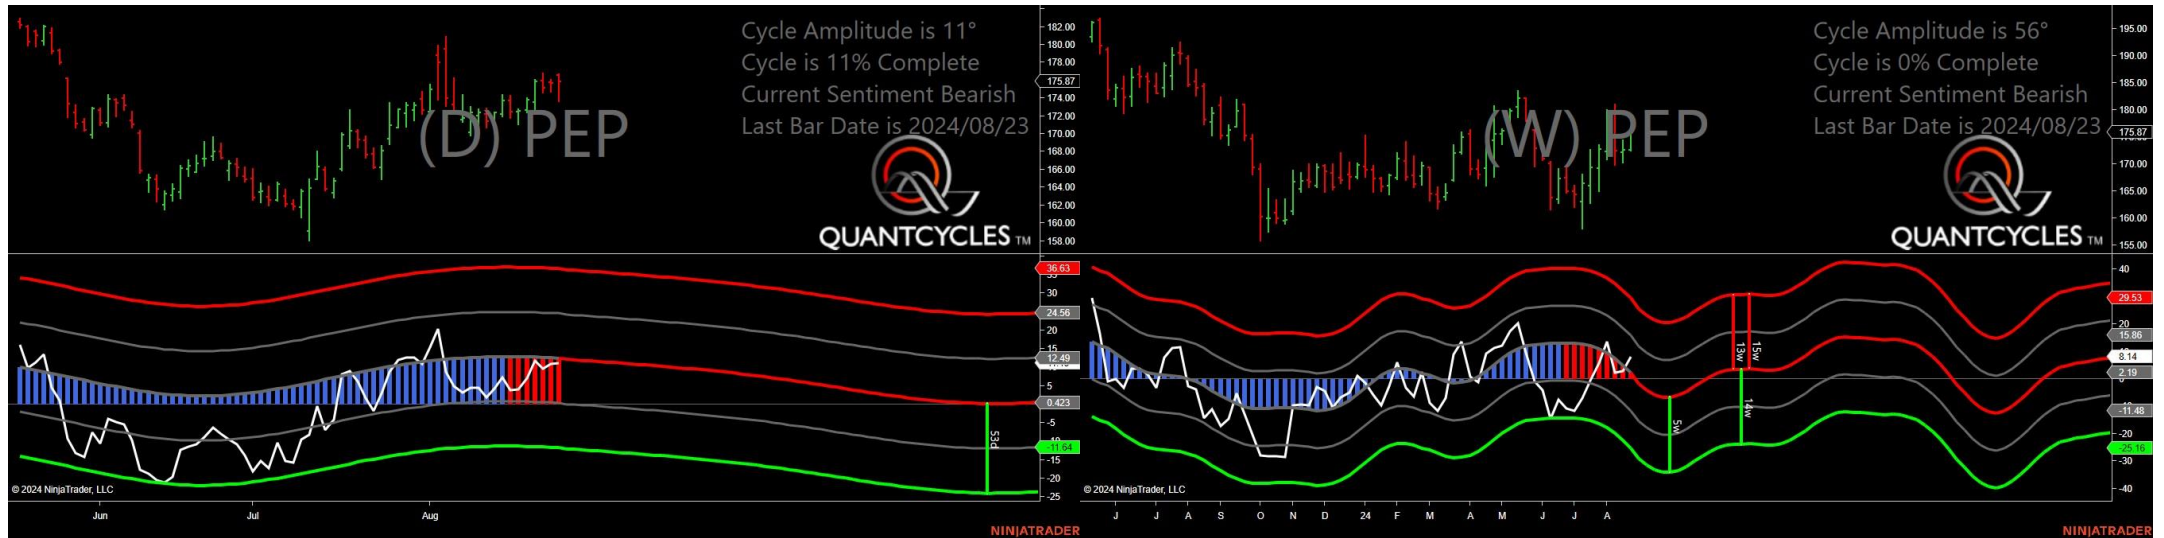 Cycle Amplitude is 11°
Cycle is 11% Complete
Current Sentiment Bearish
Last Bar Date is 2024/08/23
(D) PEP
QUANTCYCLES TM
182.00
180.00
178.00
175.87
174.00
172.00
170.00
168.00
166.00
164.00
162.00
160.00
158.00
36.63
30
24.56
20
15
12.49
5
0.423
-5
-11.64
-15
-20
-25
53d
© 2024 NinjaTrader, LLC
Jun Jul Aug
NINJATRADER
Cycle Amplitude is 56°
Cycle is 0% Complete
Current Sentiment Bearish
Last Bar Date is 2024/08/23
(W) PEP
QUANTCYCLES TM
195.00
190.00
185.00
180.00
175.87
170.00
165.00
160.00
155.00
40
29.53
20
15.86
8.14
2.19
-11.48
-20
-25.16
-30
-40
13w
15w
14w
5w
© 2024 NinjaTrader, LLC
J J A S O N D 24 F M A M J J A
NINJATRADER